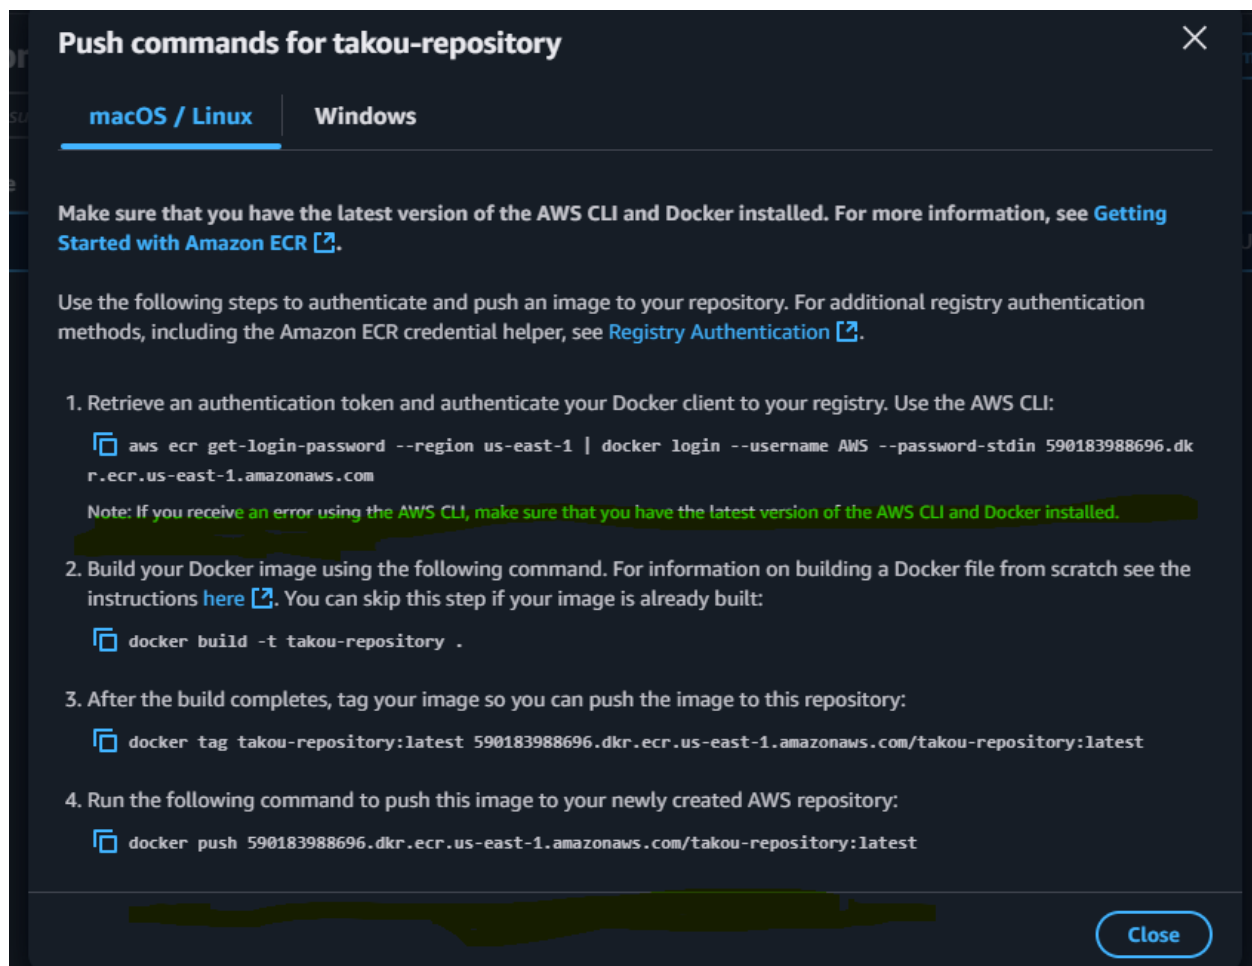 Push commands for takou-repository
macOS / Linux
Windows
Make sure that you have the latest version of the AWS CLI and Docker installed. For more information, see Getting
Started with Amazon ECR.
Use the following steps to authenticate and push an image to your repository. For additional registry authentication
methods, including the Amazon ECR credential helper, see Registry Authentication.
1. Retrieve an authentication token and authenticate your Docker client to your registry. Use the AWS CLI:
aws ecr get-login-password --region us-east-1 | docker login --username AWS --password-stdin 590183988696.dk
r.ecr.us-east-1.amazonaws.com
Note: If you receive an error using the AWS CLI, make sure that you have the latest version of the AWS CLI and Docker installed.
2. Build your Docker image using the following command. For information on building a Docker file from scratch see the
instructions here. You can skip this step if your image is already built:
docker build -t takou-repository .
3. After the build completes, tag your image so you can push the image to this repository:
docker tag takou-repository:latest 590183988696.dkr.ecr.us-east-1.amazonaws.com/takou-repository:latest
4. Run the following command to push this image to your newly created AWS repository:
docker push 590183988696.dkr.ecr.us-east-1.amazonaws.com/takou-repository:latest
Close